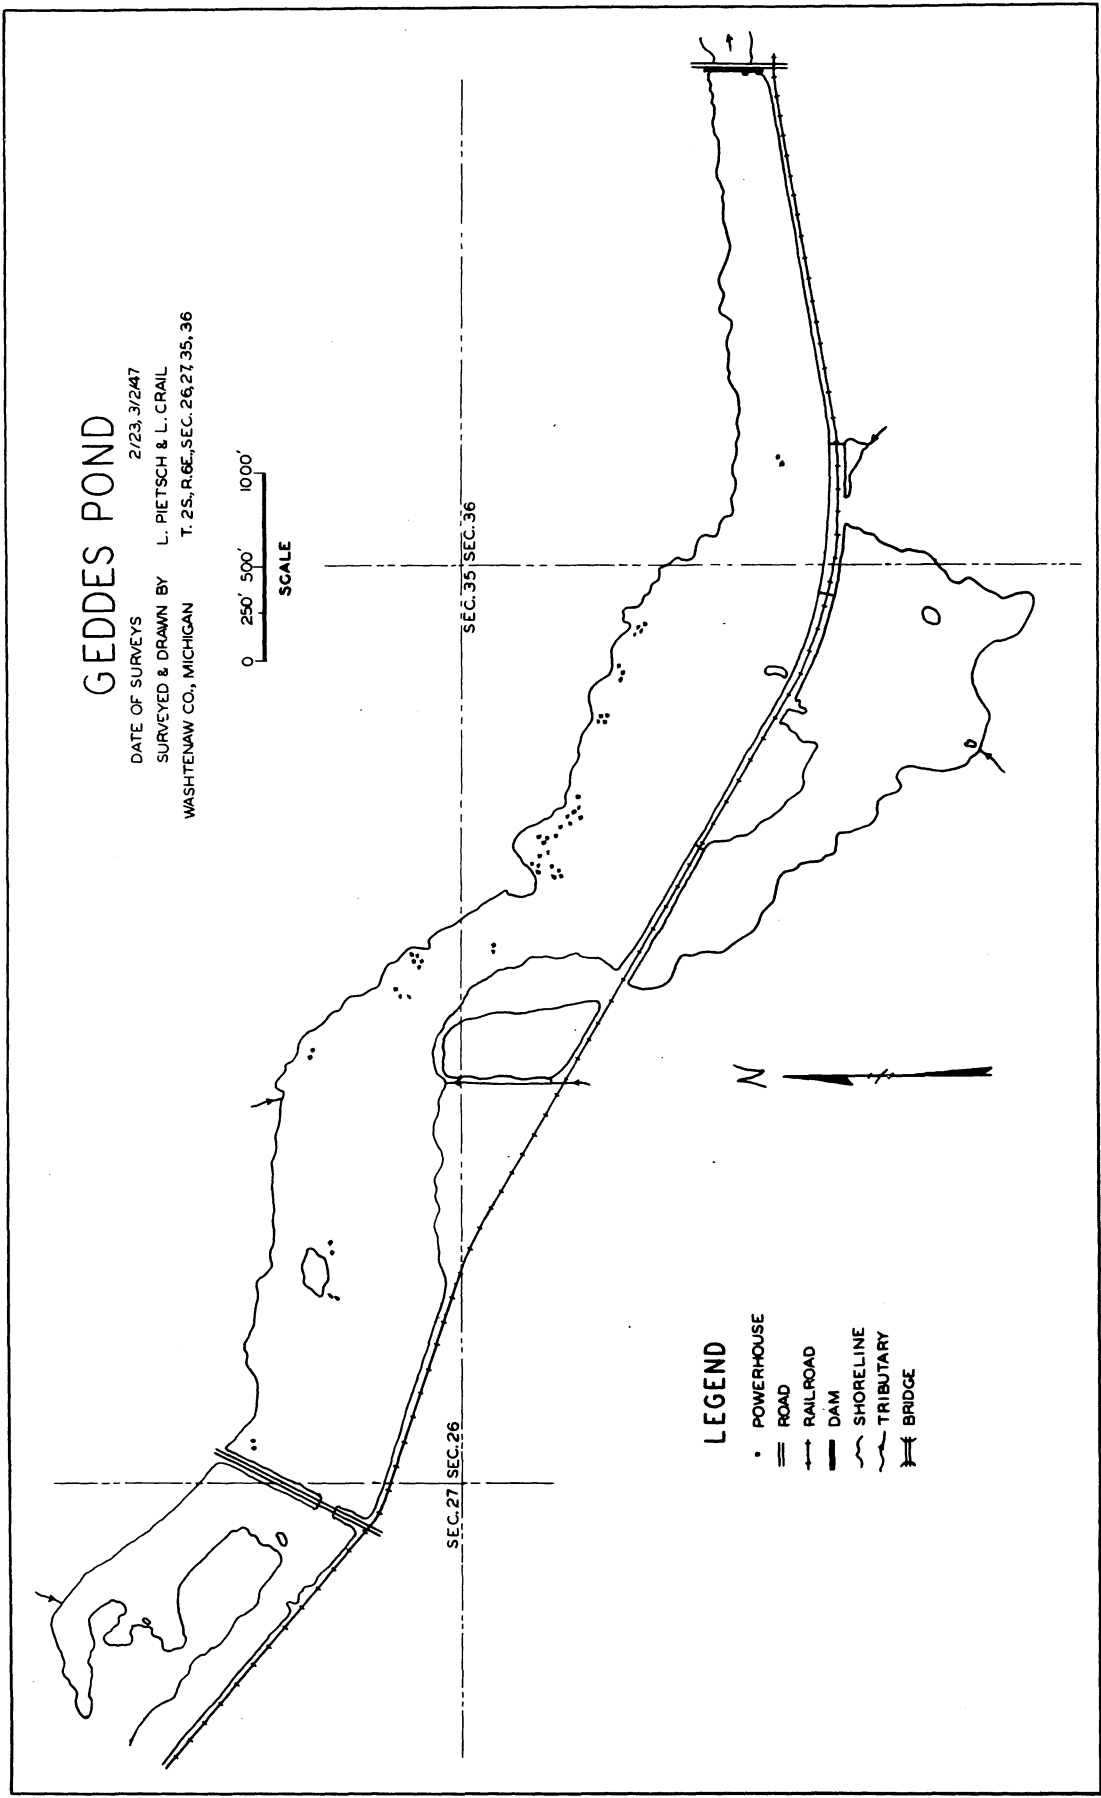 GEDDES POND
DATE OF SURVEYS 2/23,3/2/47
SURVEYED & DRAWN BY L. PIETSCH & L. CRAIL
WASHTENAW CO., MICHIGAN T. 2S., R.6E., SEC. 26,27,35,36
0 250' 500' 1000'
SCALE
SEC. 35 SEC. 36
SEC. 27 SEC. 26
N
LEGEND
POWERHOUSE
ROAD
RAILROAD
DAM
SHORELINE
TRIBUTARY
BRIDGE